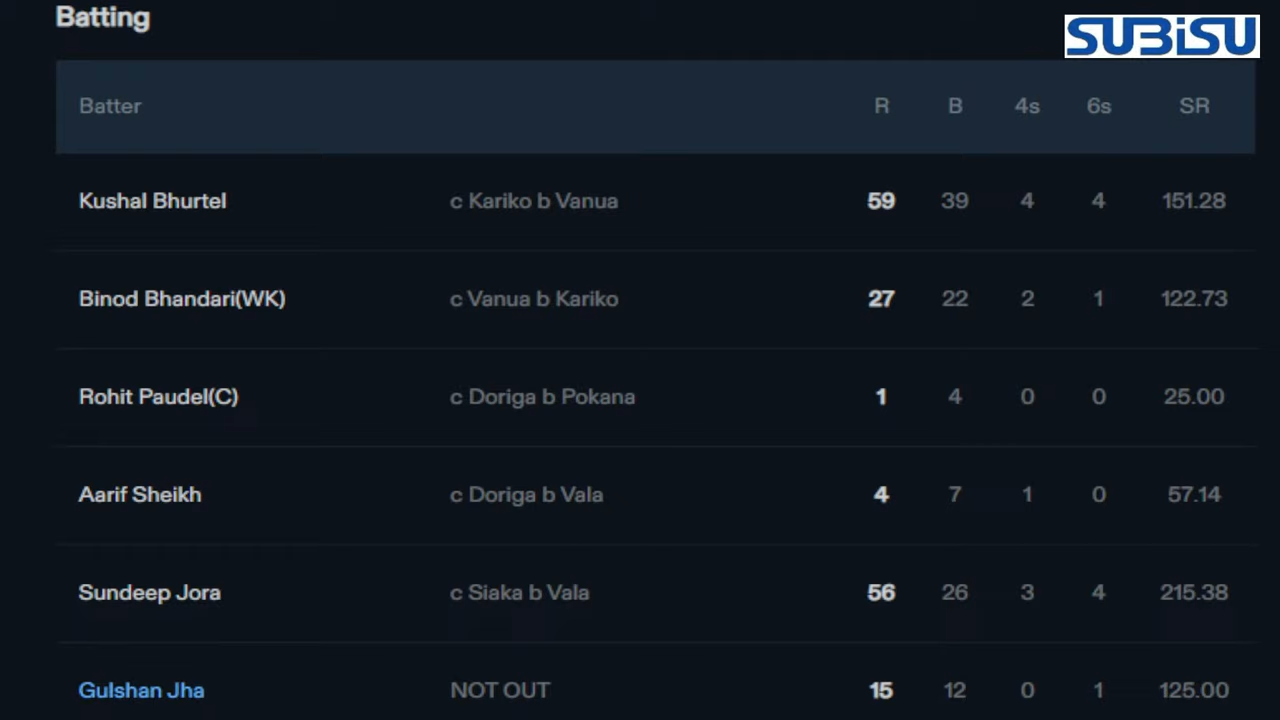 Batting
SUBiSU
Batter R B 4s 6s SR
Kushal Bhurtel c Kariko b Vanua 59 39 4 4 151.28
Binod Bhandari(WK) c Vanua b Kariko 27 22 2 1 122.73
Rohit Paudel(C) c Doriga b Pokana 1 4 0 0 25.00
Aarif Sheikh c Doriga b Vala 4 7 1 0 57.14
Sundeep Jora c Siaka b Vala 56 26 3 4 215.38
Gulshan Jha NOT OUT 15 12 0 1 125.00